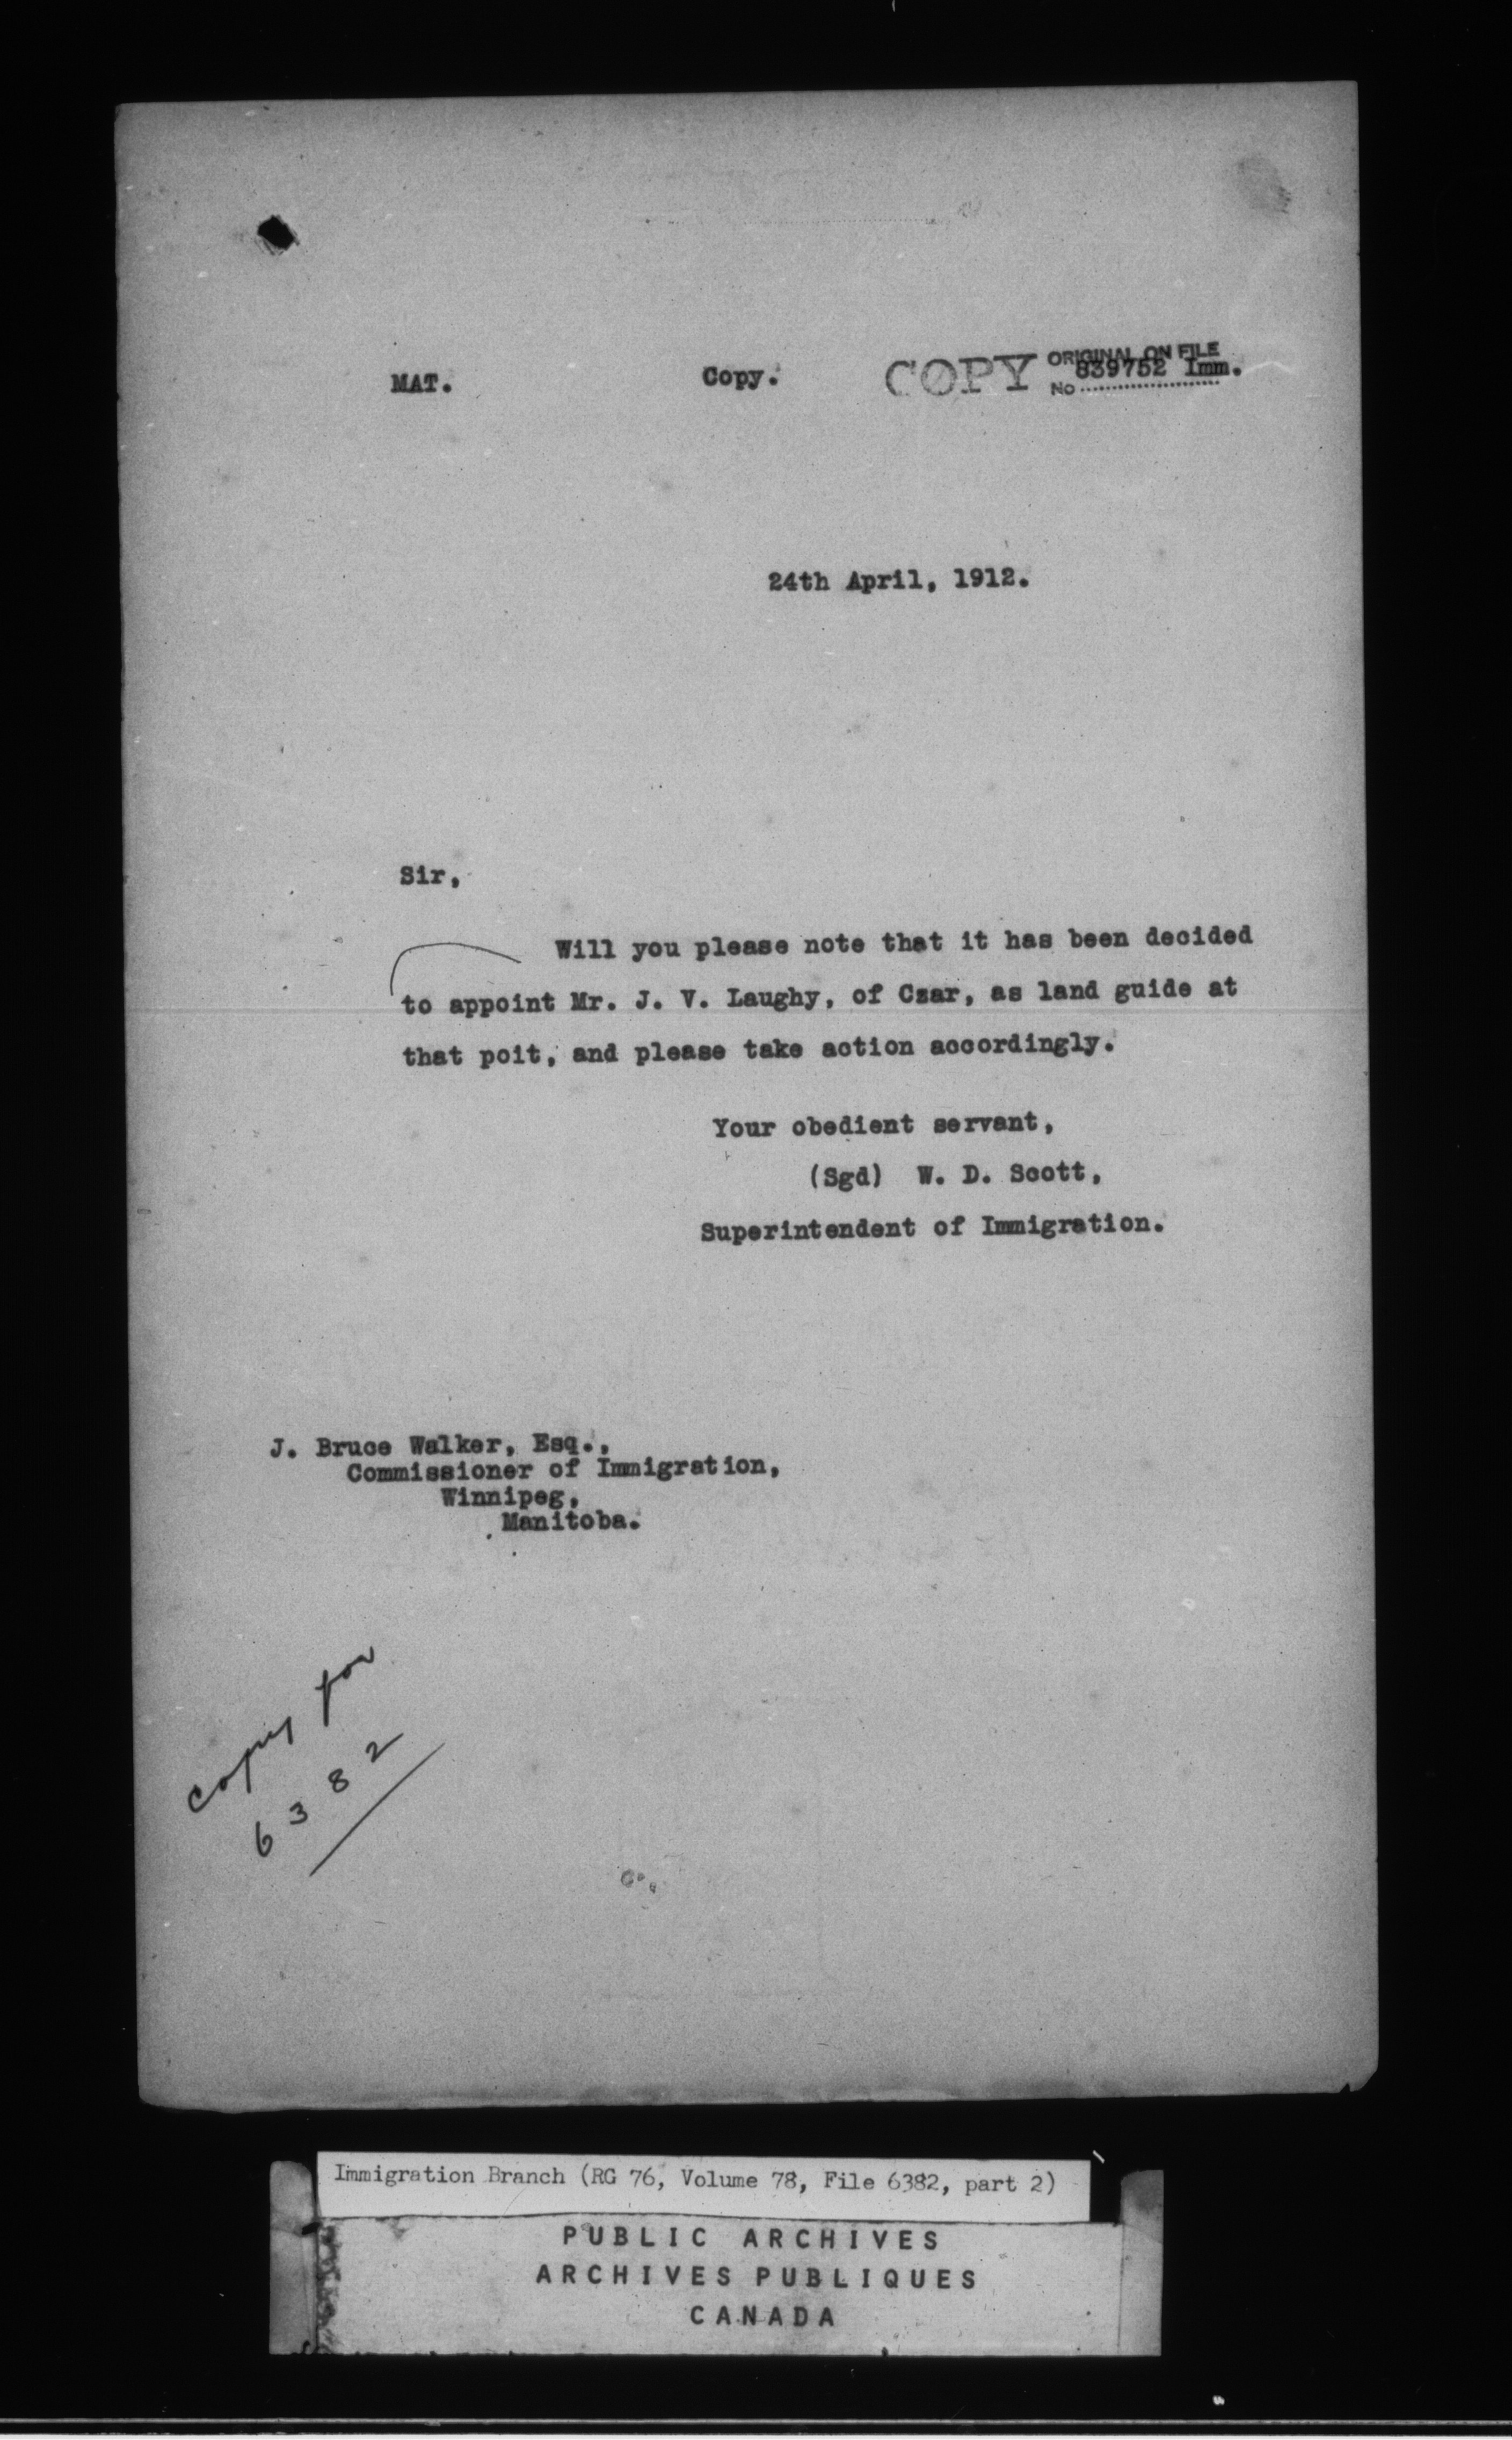 MAT. Copy. COPY ORIGINAL ON FILE
No 839752 Imm.
24th April, 1912.
Sir,
Will you please note that it has been decided
to appoint Mr. J. V. Laughy, of Czar, as land guide at
that poit, and please take action accordingly.
Your obedient servant,
(Sgd) W. D. Scott,
Superintendent of Immigration.
J. Bruce Walker, Esq.,
Commissioner of Immigration,
Winnipeg,
Manitoba.
Copy for
6382
Immigration Branch (RG 76, Volume 78, File 6382, part 2)
PUBLIC ARCHIVES
ARCHIVES PUBLIQUES
CANADA